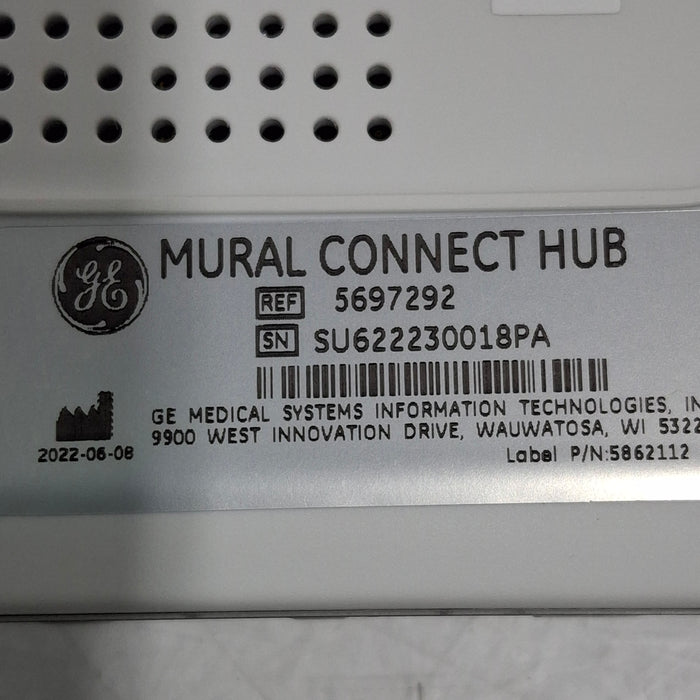 GE
MURAL CONNECT HUB
REF 5697292
SN SU622230018PA
GE MEDICAL SYSTEMS INFORMATION TECHNOLOGIES, IN
9900 WEST INNOVATION DRIVE, WAUWATOSA, WI 5322
2022-06-08
Label P/N:5862112